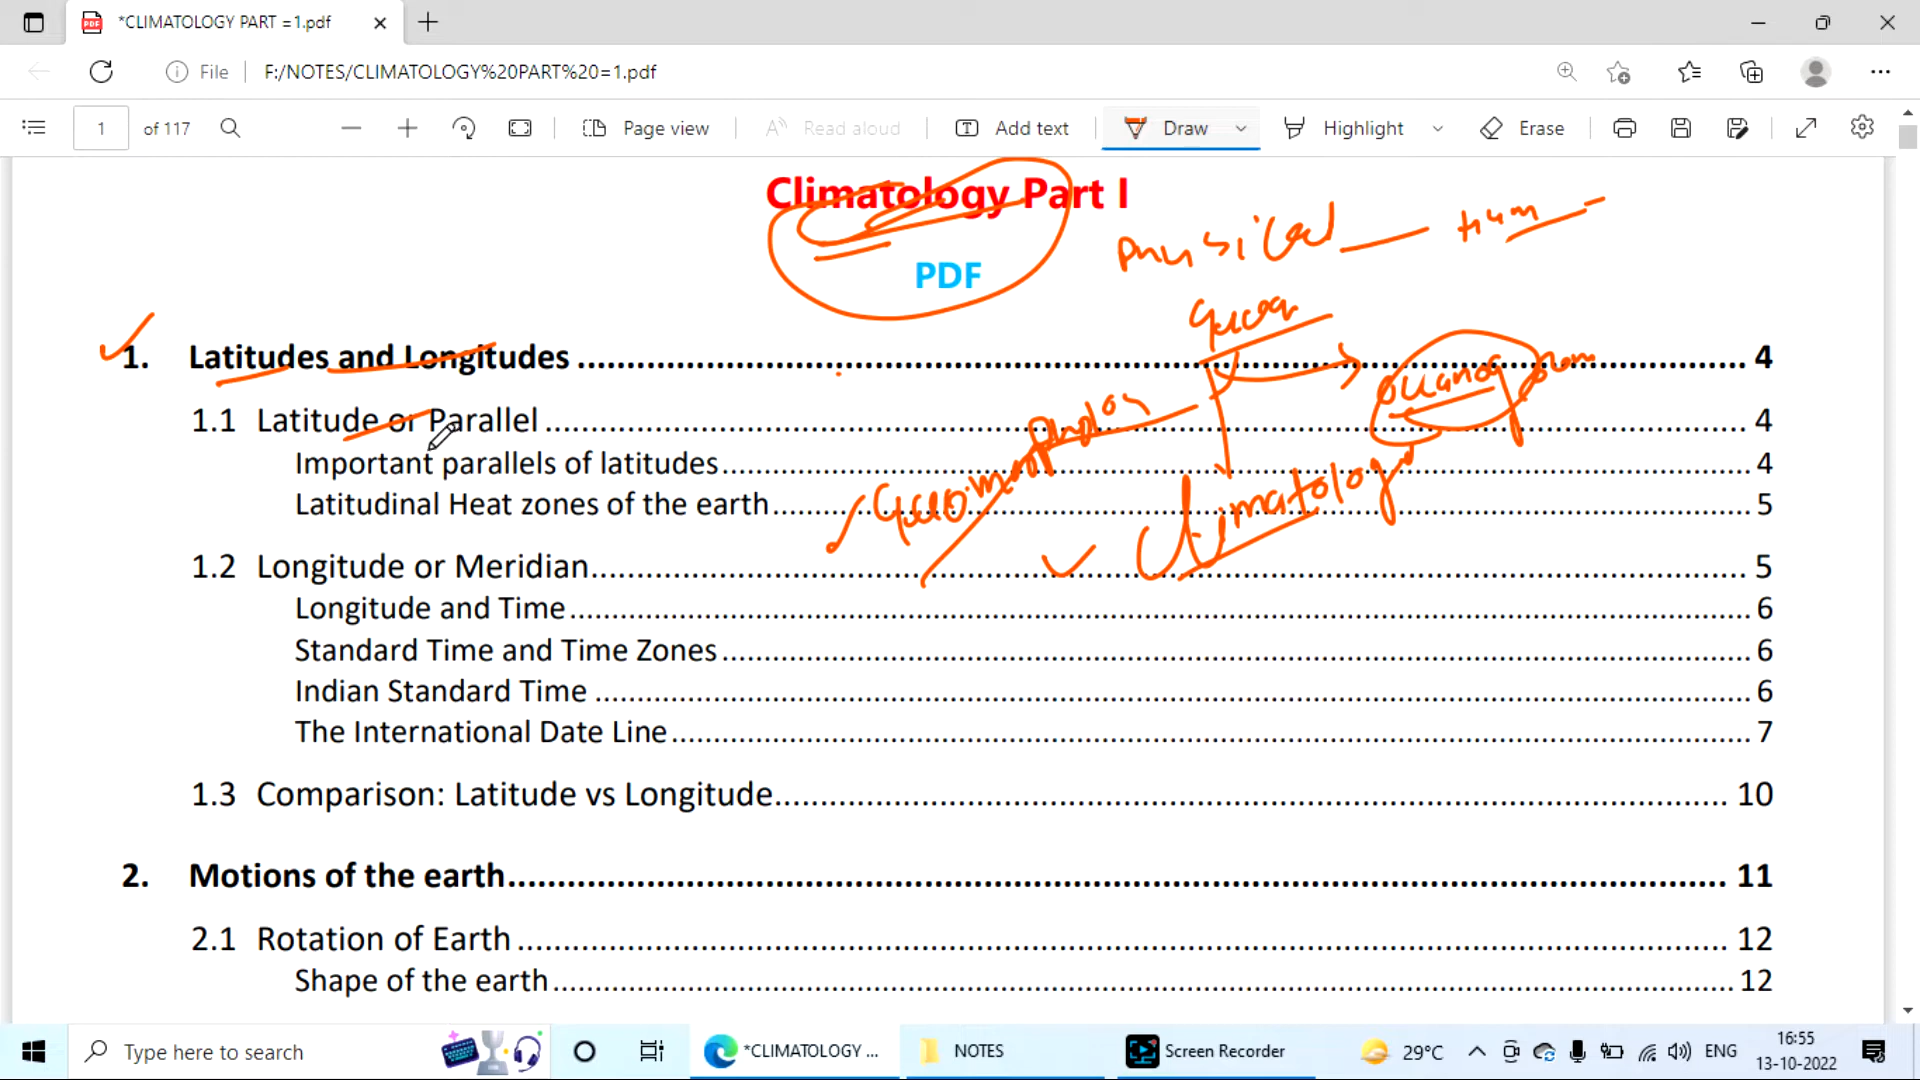 *CLIMATOLOGY PART =1.pdf
File F:/NOTES/CLIMATOLOGY%20PART%20=1.pdf
1 of 117 Page view Read aloud Add text Draw Highlight Erase
Climatology Part I
PDF
1. Latitudes and Longitudes 4
1.1 Latitude or Parallel 4
Important parallels of latitudes 4
Latitudinal Heat zones of the earth 5
Climatology
1.2 Longitude or Meridian 5
Longitude and Time 6
Standard Time and Time Zones 6
Indian Standard Time 6
The International Date Line 7
1.3 Comparison: Latitude vs Longitude 10
2. Motions of the earth 11
2.1 Rotation of Earth 12
Shape of the earth 12
Type here to search *CLIMATOLOGY ... NOTES Screen Recorder 29°C ENG 16:55
13-10-2022